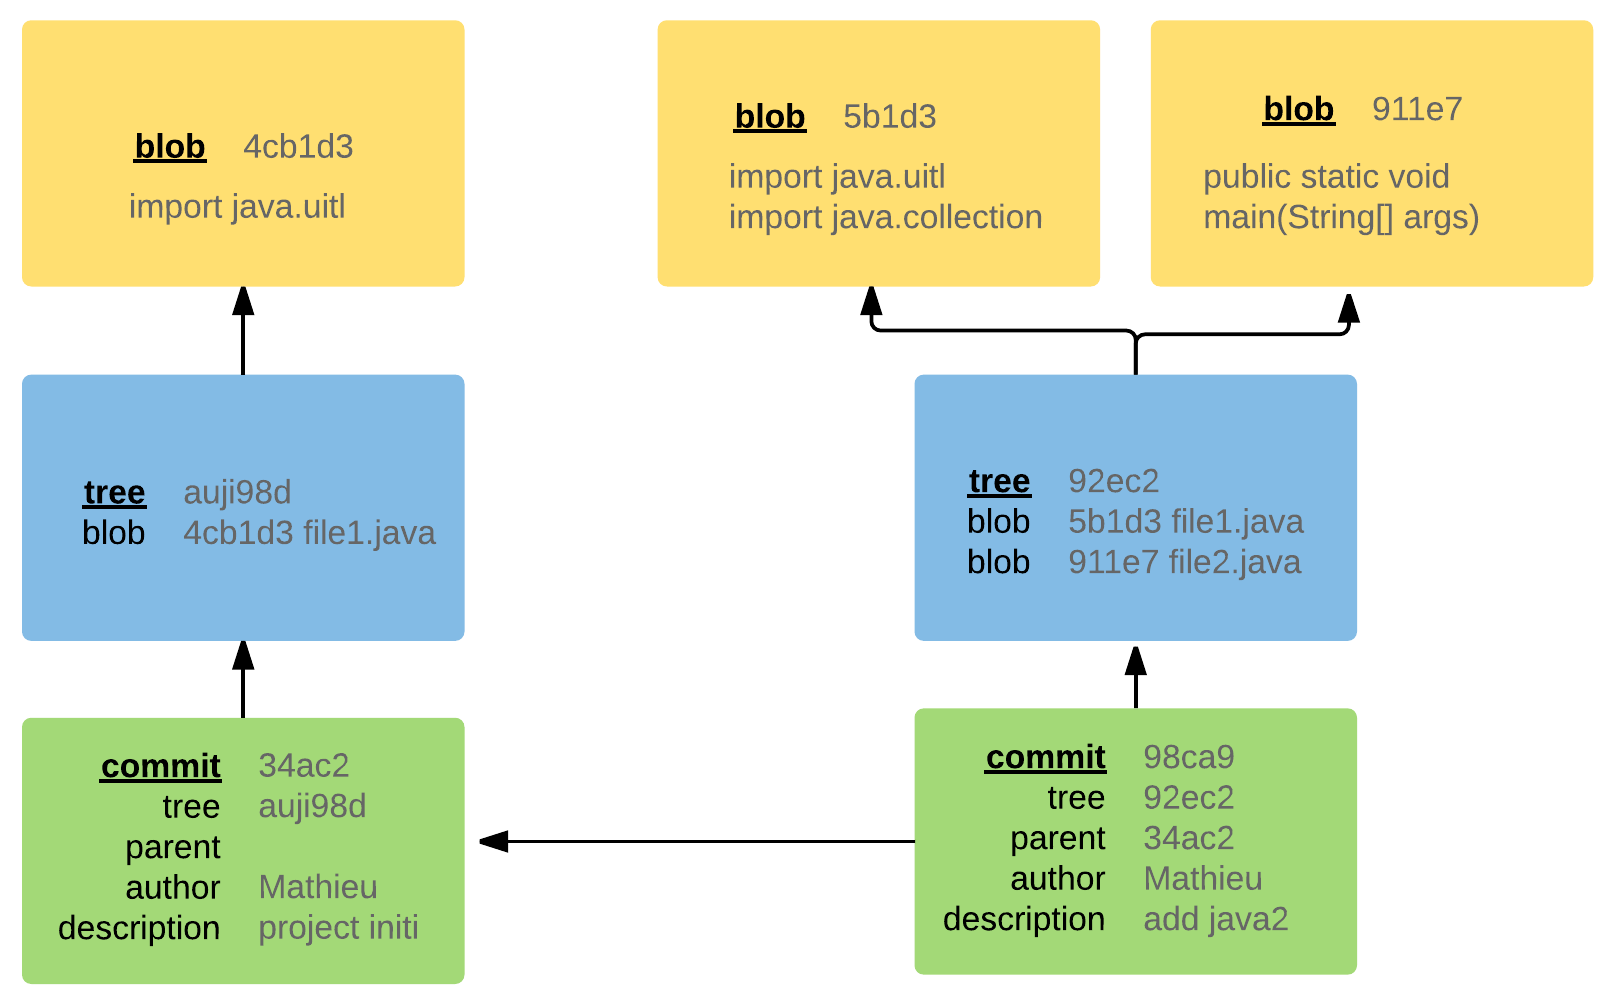 blob 4cb1d3
import java.uitl
blob 5b1d3
import java.uitl
import java.collection
blob 911e7
public static void
main(String[] args)
tree auji98d
blob 4cb1d3 file1.java
tree 92ec2
blob 5b1d3 file1.java
blob 911e7 file2.java
commit 34ac2
tree auji98d
parent
author Mathieu
description project initi
commit 98ca9
tree 92ec2
parent 34ac2
author Mathieu
description add java2